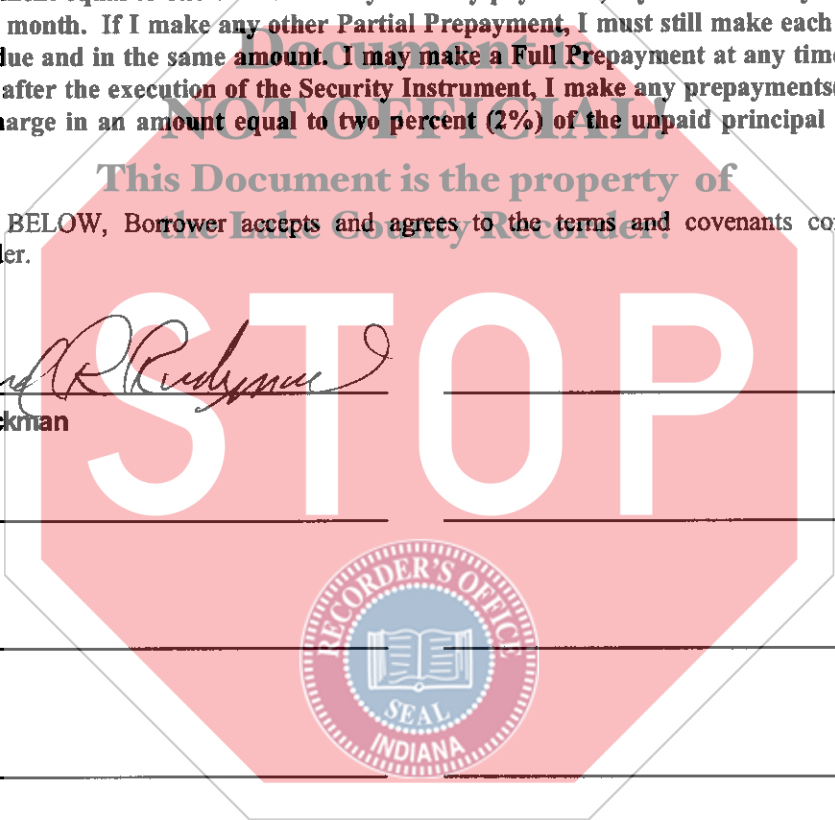 month. If I make any other Partial Prepayment, I must still make each
due and in the same amount. I may make a Full Prepayment at any time
after the execution of the Security Instrument, I make any prepayments
harge in an amount equal to two percent (2%) of the unpaid principal
Document is
NOT OFFICIAL!
This Document is the property of
the Lake County Recorder!
BELOW, Borrower accepts and agrees to the terms and covenants co
er.
kman
STOP
RECORDER'S OFFICE
SEAL
INDIANA